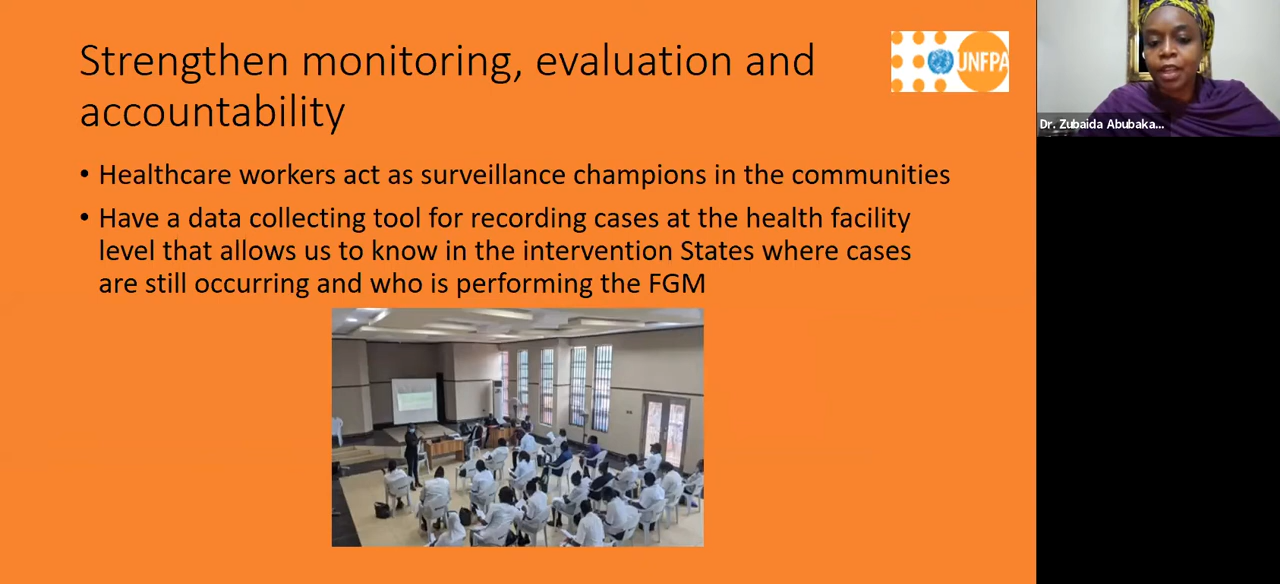 Strengthen monitoring, evaluation and
accountability
UNFPA
• Healthcare workers act as surveillance champions in the communities
• Have a data collecting tool for recording cases at the health facility
level that allows us to know in the intervention States where cases
are still occurring and who is performing the FGM
Dr. Zubaida Abubaka...